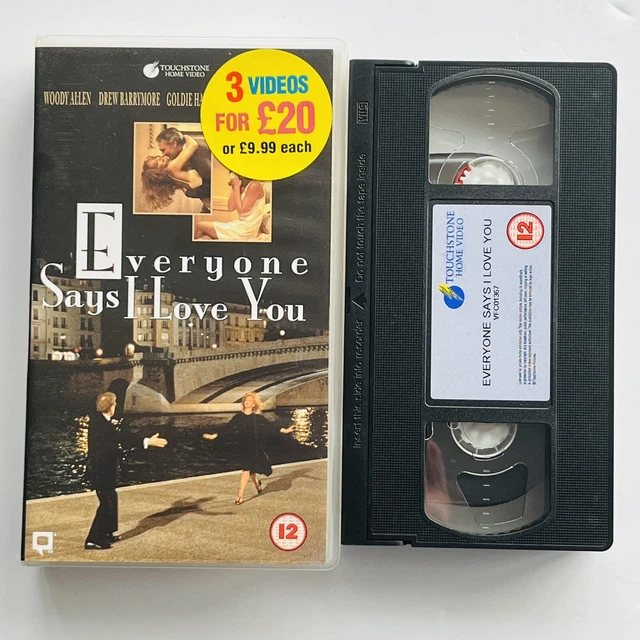 TOUCHSTONE
HOME VIDEO
WOODY ALLEN DREW BARRYMORE GOLDIE
3 VIDEOS
FOR £20
or £9.99 each
Everyone
Says I Love You
12
VHS
Do not touch the tape inside
Insert this side into recorder
TOUCHSTONE
HOME VIDEO
EVERYONE SAYS I LOVE YOU
VFC01367
12